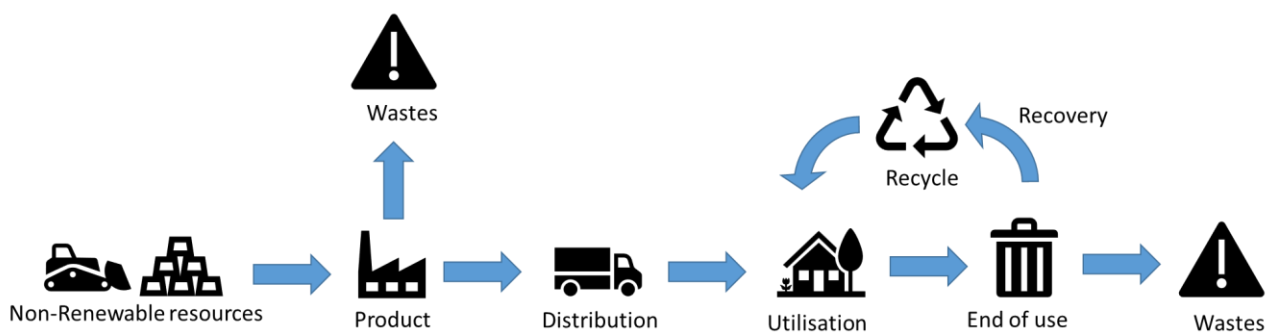 Wastes
Recovery
Recycle
Non-Renewable resources
Product
Distribution
Utilisation
End of use
Wastes